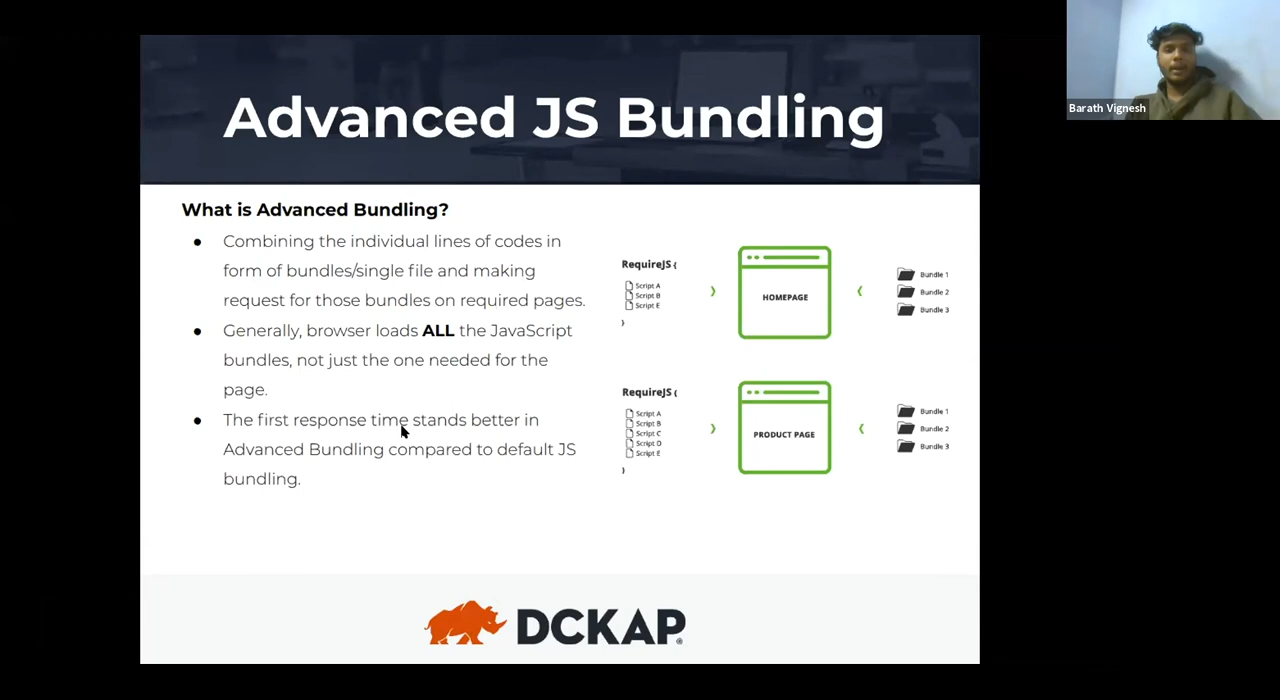 Advanced JS Bundling
Barath Vignesh
What is Advanced Bundling?
● Combining the individual lines of codes in
form of bundles/single file and making
request for those bundles on required pages.
● Generally, browser loads ALL the JavaScript
bundles, not just the one needed for the
page.
● The first response time stands better in
Advanced Bundling compared to default JS
bundling.
RequireJS {
Script A
Script B
Script E
}
HOMEPAGE
Bundle 1
Bundle 2
Bundle 3
RequireJS {
Script A
Script B
Script C
Script D
Script E
}
PRODUCT PAGE
Bundle 1
Bundle 2
Bundle 3
DCKAP®